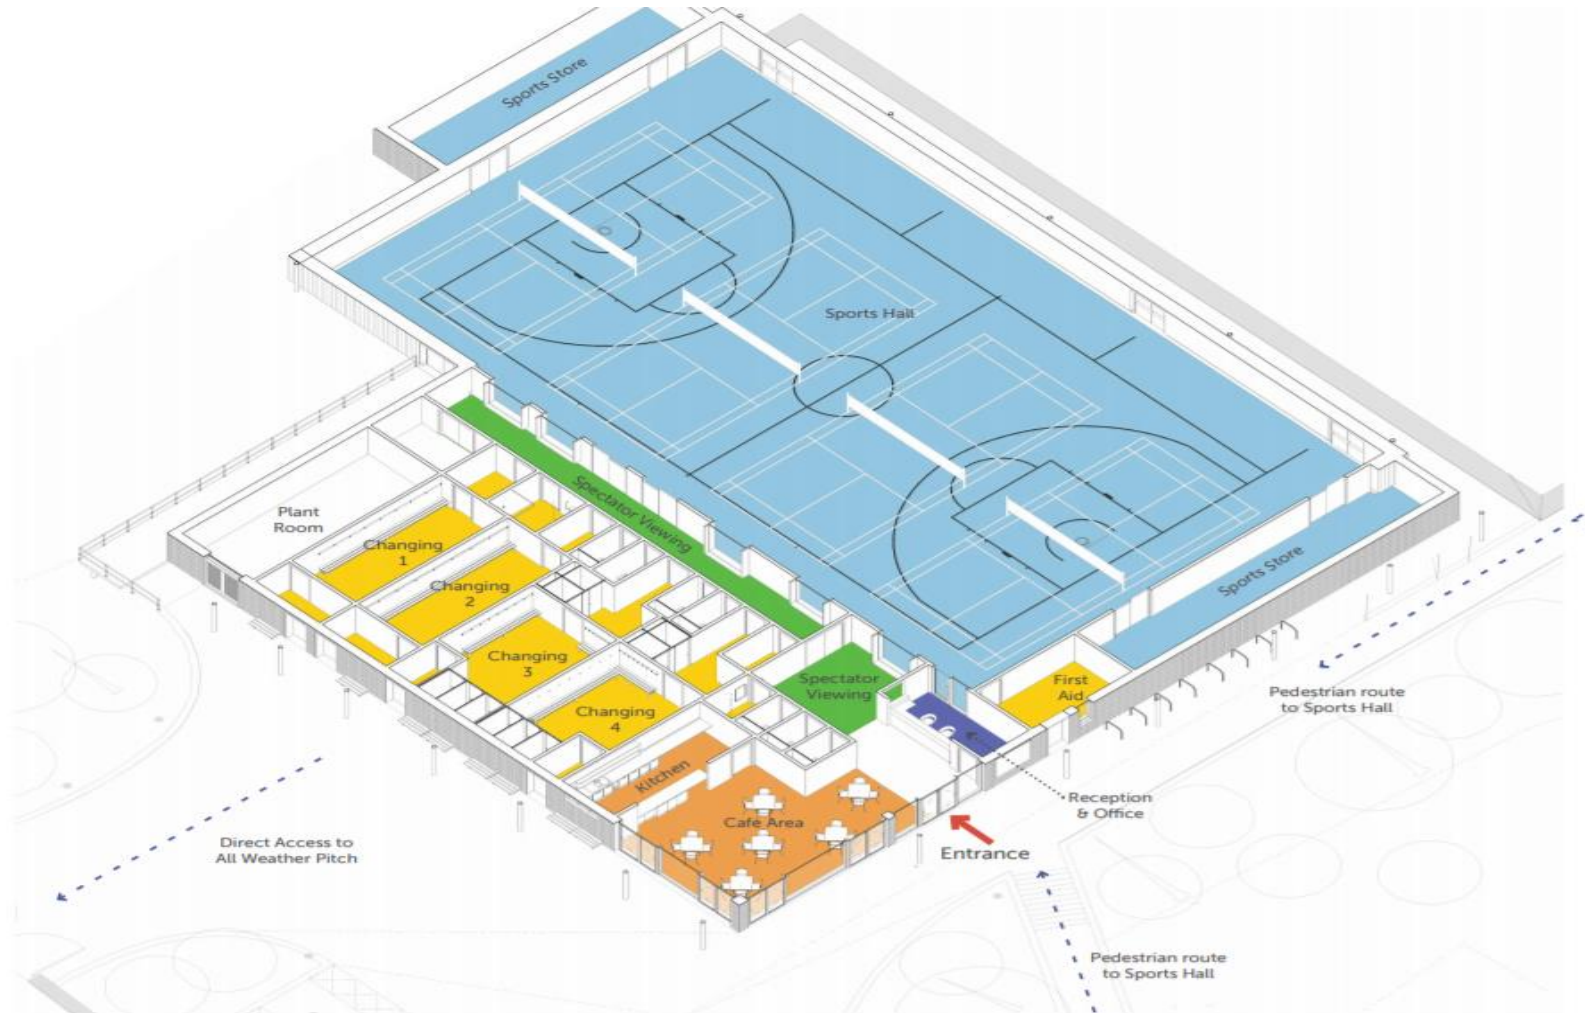 Sports Store
Sports Hall
Spectator Viewing
Plant
Room
Changing
1
Changing
2
Changing
3
Changing
4
Sports Store
Spectator
Viewing
First
Aid
Pedestrian route
to Sports Hall
Kitchen
Cafe Area
Reception
& Office
Entrance
Direct Access to
All Weather Pitch
Pedestrian route
to Sports Hall